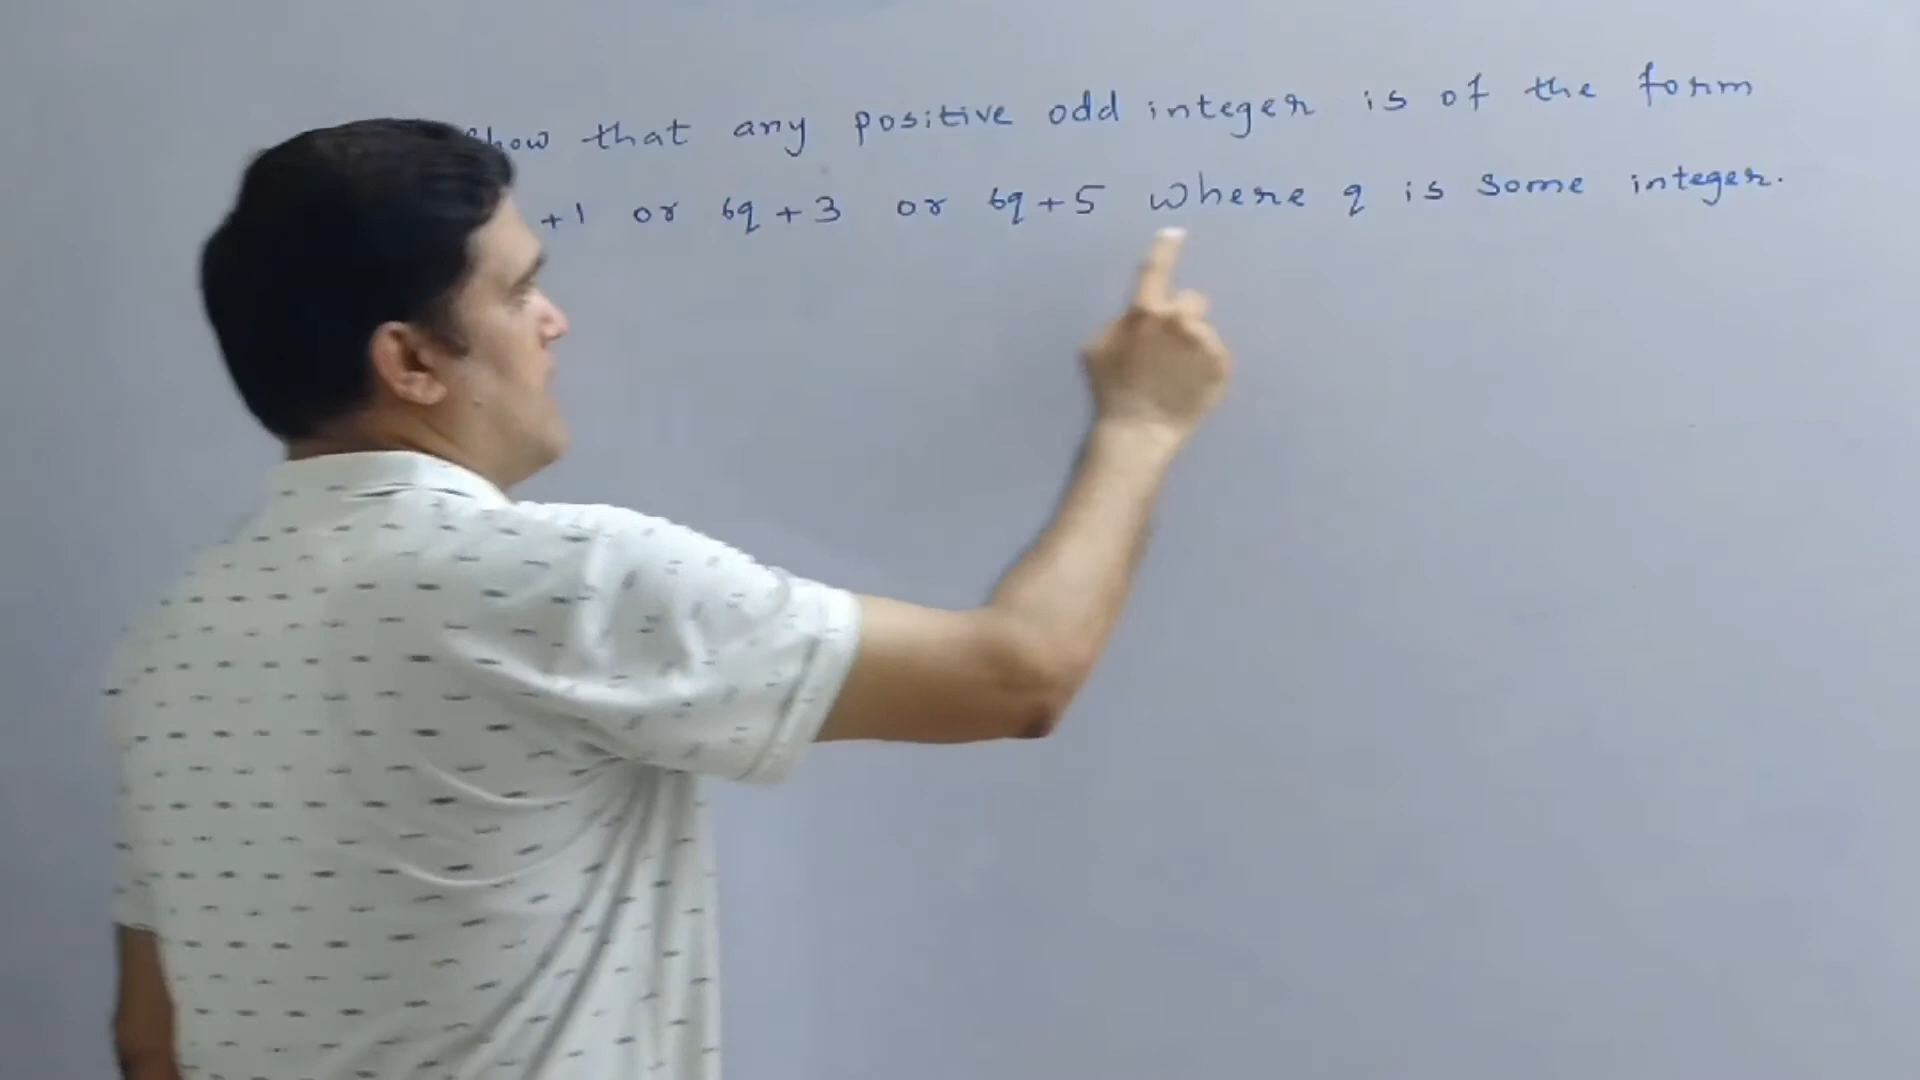 show that any positive odd integer is of the form
+1 or 6q + 3 or 6q + 5 where q is some integer.